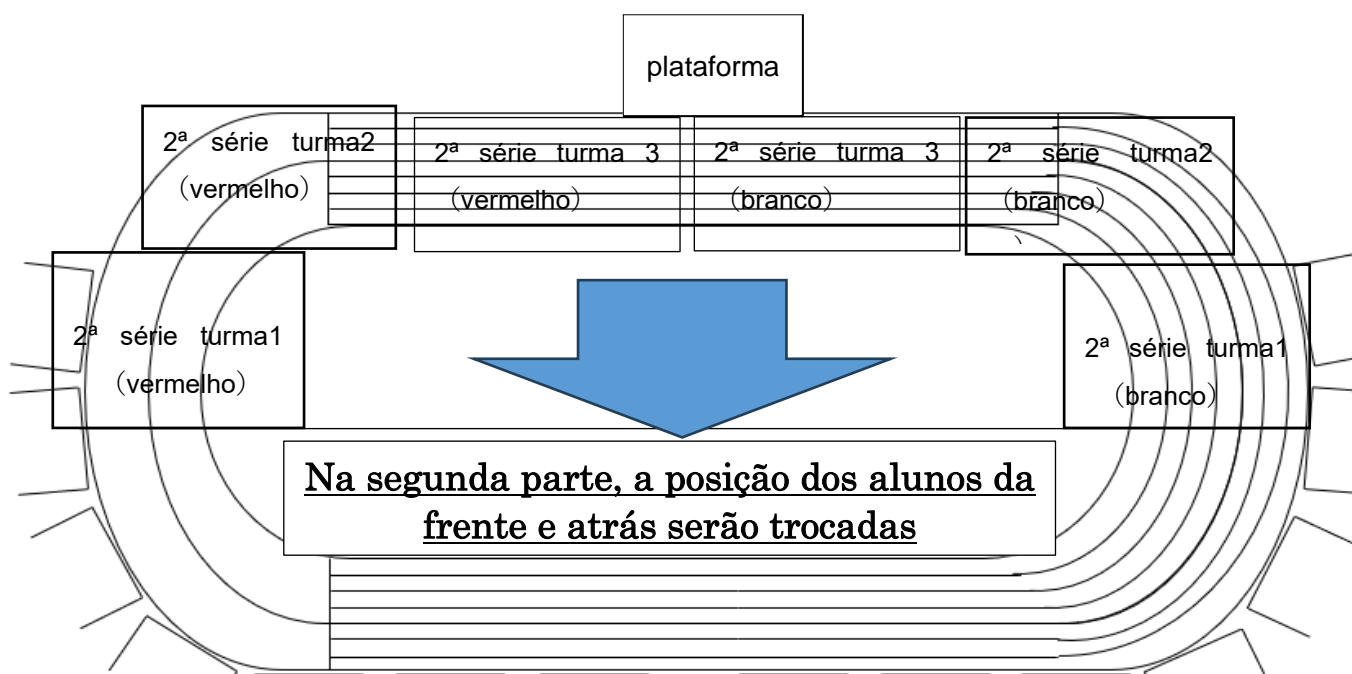 plataforma
2ª série turma2
（vermelho）
2ª série turma 3
（vermelho）
2ª série turma 3
（branco）
2ª série turma2
（branco）
、
2ª série turma1
（vermelho）
2ª série turma1
（branco）
Na segunda parte, a posição dos alunos da
frente e atrás serão trocadas